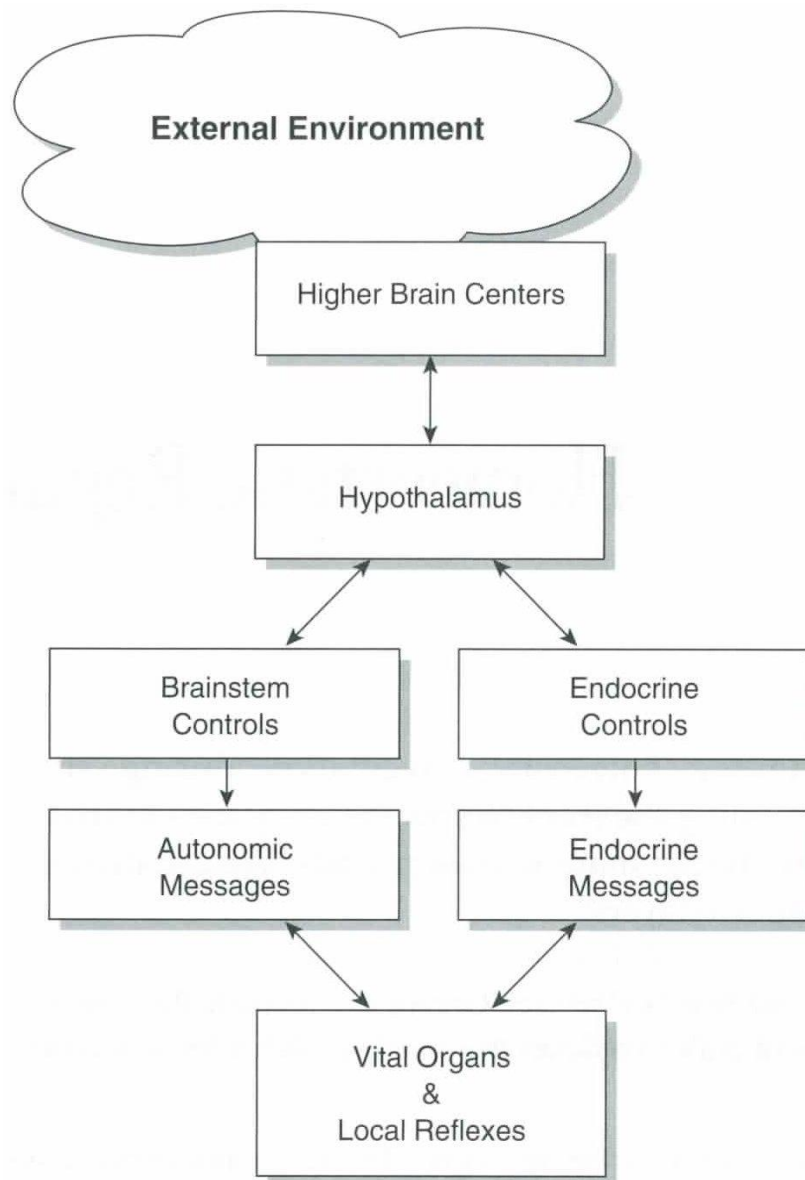 External Environment
Higher Brain Centers
Hypothalamus
Brainstem
Controls
Endocrine
Controls
Autonomic
Messages
Endocrine
Messages
Vital Organs
&
Local Reflexes